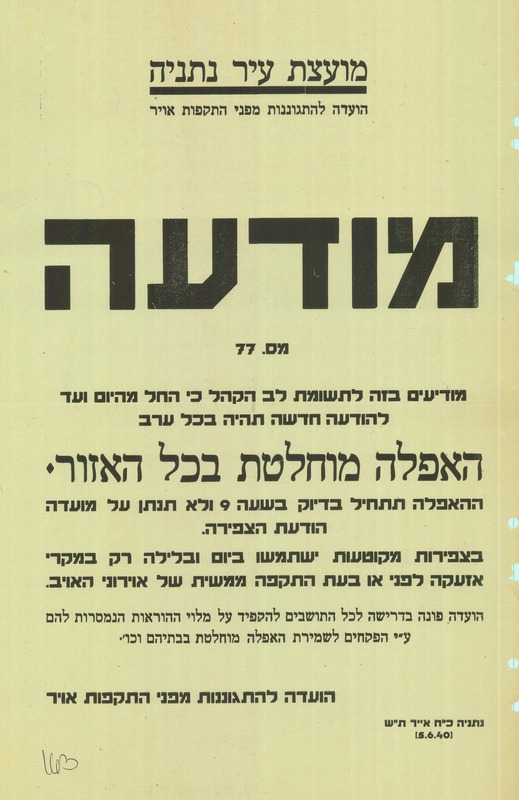 מועצת עיר נתניה
הועדה להתגוננות מפני התקפות אויר
מודעה
מס. 77
מודיעים בזה לתשומת לב הקהל כי החל מהיום ועד
להודעה חדשה תהיה בכל ערב
האפלה מוחלטת בכל האזור.
ההאפלה תתחיל בדיוק בשעה 9 ולא תנתן על מועדה
הודעת הצפירה.
בצפירות מקוטעות ישתמשו ביום ובלילה רק במקרי
אזעקה לפני או בעת התקפה ממשית של אוירוני האויב.
הועדה פונה בדרישה לכל התושבים להקפיד על מלוי ההוראות הנמסרות להם
ע״י הפקחים לשמירת האפלה מוחלטת בבתיהם וכו׳.
הועדה להתגוננות מפני התקפות אויר
נתניה כ״ח אייר ת״ש
(5.6.40)